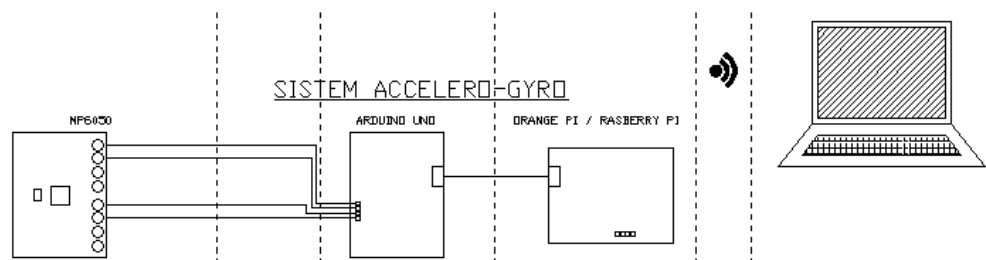 SISTEM ACCELERO-GYRO
MP6050
ARDUINO UNO
ORANGE PI / RASBERRY PI